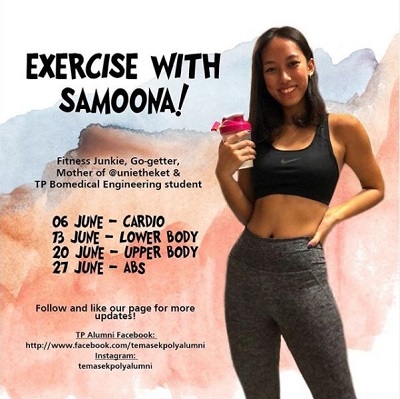 EXERCISE WITH
SAMOONA!
Fitness Junkie, Go-getter,
Mother of @unietheket &
TP Bomedical Engineering student
06 JUNE – CARDIO
13 JUNE – LOWER BODY
20 JUNE – UPPER BODY
27 JUNE – ABS
Follow and like our page for more
updates!
TP Alumni Facebook:
http://www.facebook.com/temasekpolyalumni
Instagram:
temasekpolyalumni